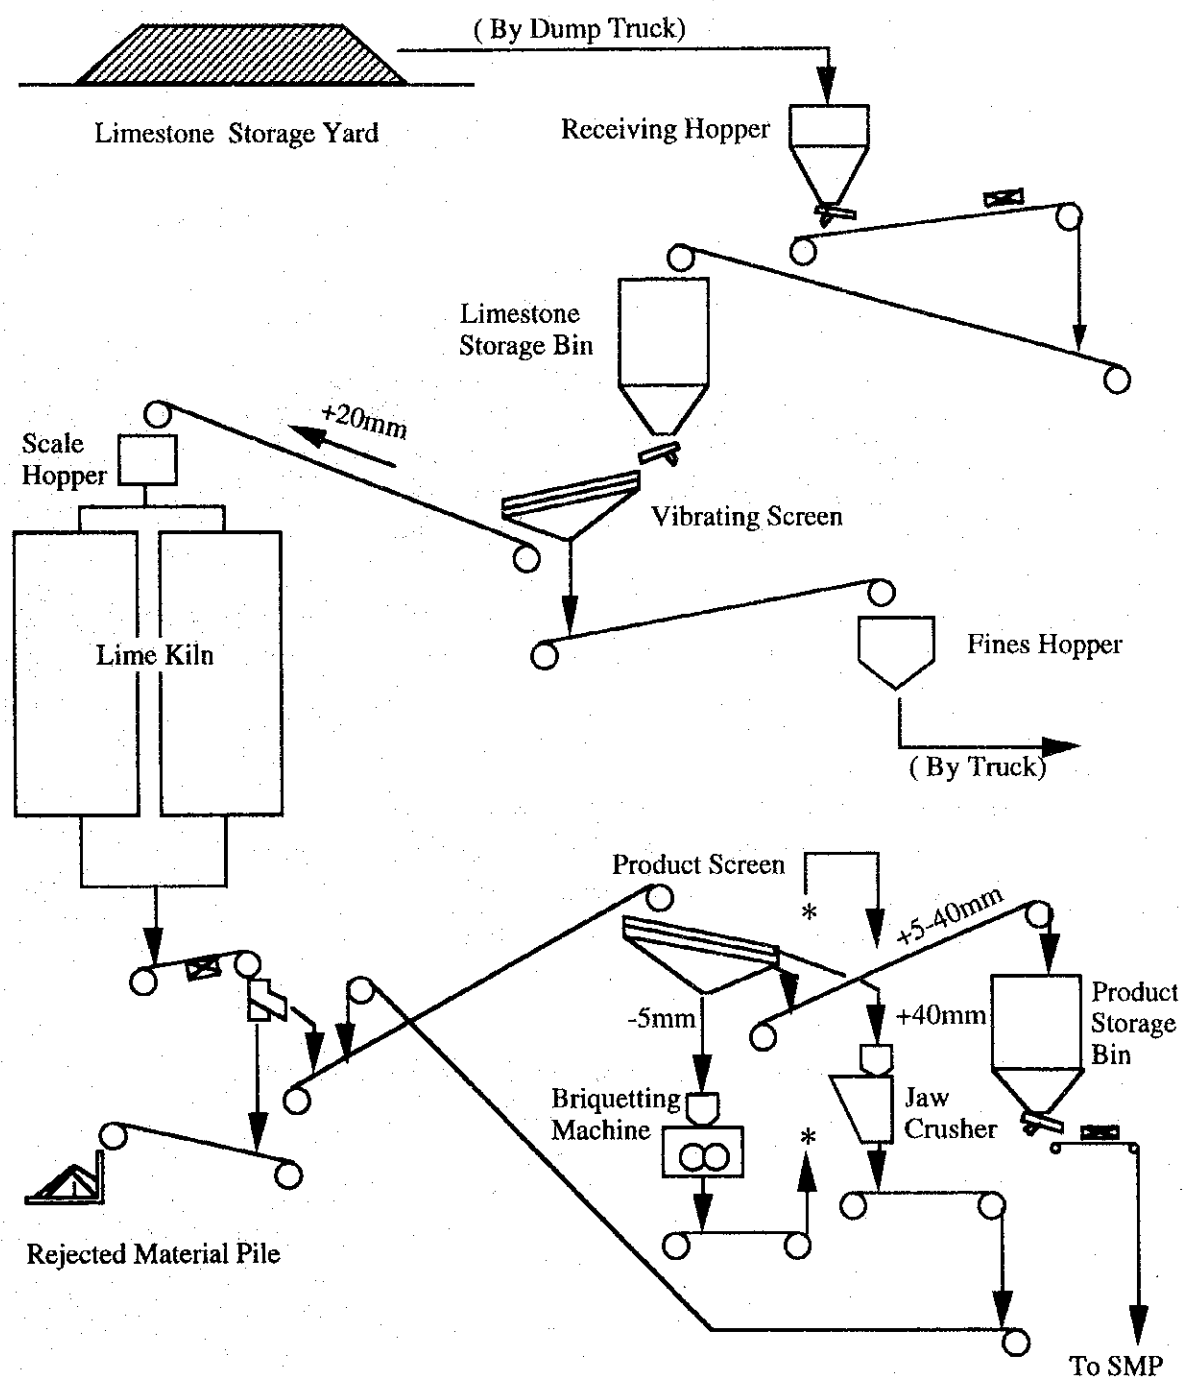 ( By Dump Truck)
Limestone Storage Yard
Receiving Hopper
Limestone
Storage Bin
+20mm
Scale
Hopper
Vibrating Screen
Lime Kiln
Fines Hopper
( By Truck)
Product Screen
*
+5-40mm
-5mm
+40mm
Product
Storage
Bin
Briquetting
Machine
*
Jaw
Crusher
Rejected Material Pile
To SMP